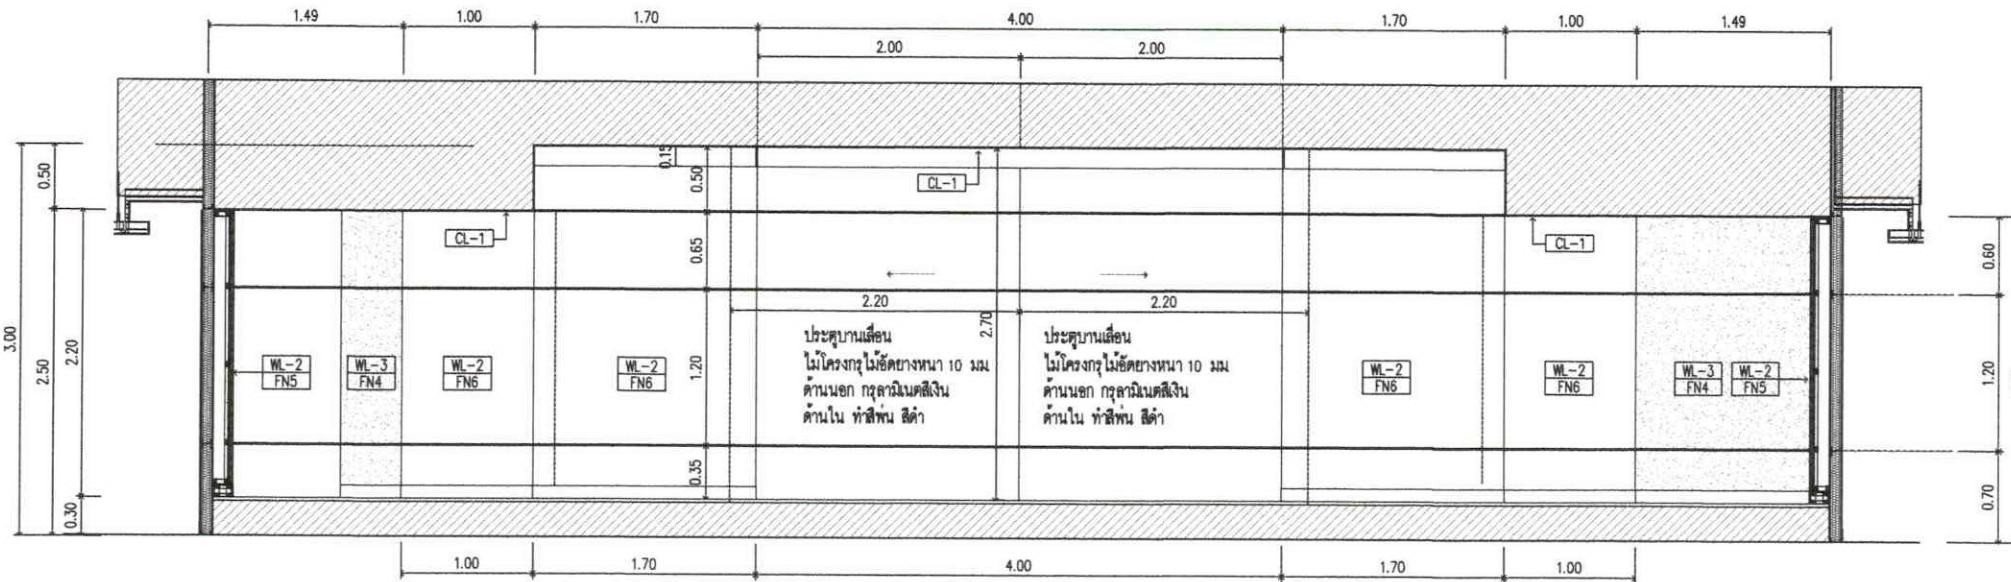 1.49 1.00 1.70 4.00 1.70 1.00 1.49
2.00 2.00
0.15
0.50 0.50
CL-1
CL-1 CL-1
0.65 0.60
2.20 2.20
3.00 2.50 2.20 2.70
ประตูบานเลื่อน
ไม้โครงกรุไม้อัดยางหนา 10 มม
ด้านนอก กรุลามิเนตสีเงิน
ด้านใน ทำสีพ่น สีดำ
ประตูบานเลื่อน
ไม้โครงกรุไม้อัดยางหนา 10 มม
ด้านนอก กรุลามิเนตสีเงิน
ด้านใน ทำสีพ่น สีดำ
WL-2 WL-3 WL-2 WL-2 1.20 WL-2 WL-2 WL-3 WL-2 1.20
FN5 FN4 FN6 FN6 FN6 FN6 FN4 FN5
0.35
0.30 0.70
1.00 1.70 4.00 1.70 1.00